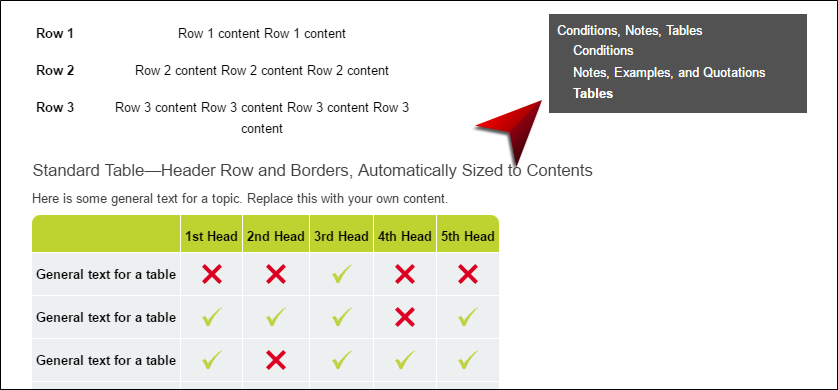 Row 1 Row 1 content Row 1 content
Row 2 Row 2 content Row 2 content Row 2 content
Row 3 Row 3 content Row 3 content Row 3 content Row 3
content
Conditions, Notes, Tables
Conditions
Notes, Examples, and Quotations
Tables
Standard Table—Header Row and Borders, Automatically Sized to Contents
Here is some general text for a topic. Replace this with your own content.
1st Head 2nd Head 3rd Head 4th Head 5th Head
General text for a table
General text for a table
General text for a table